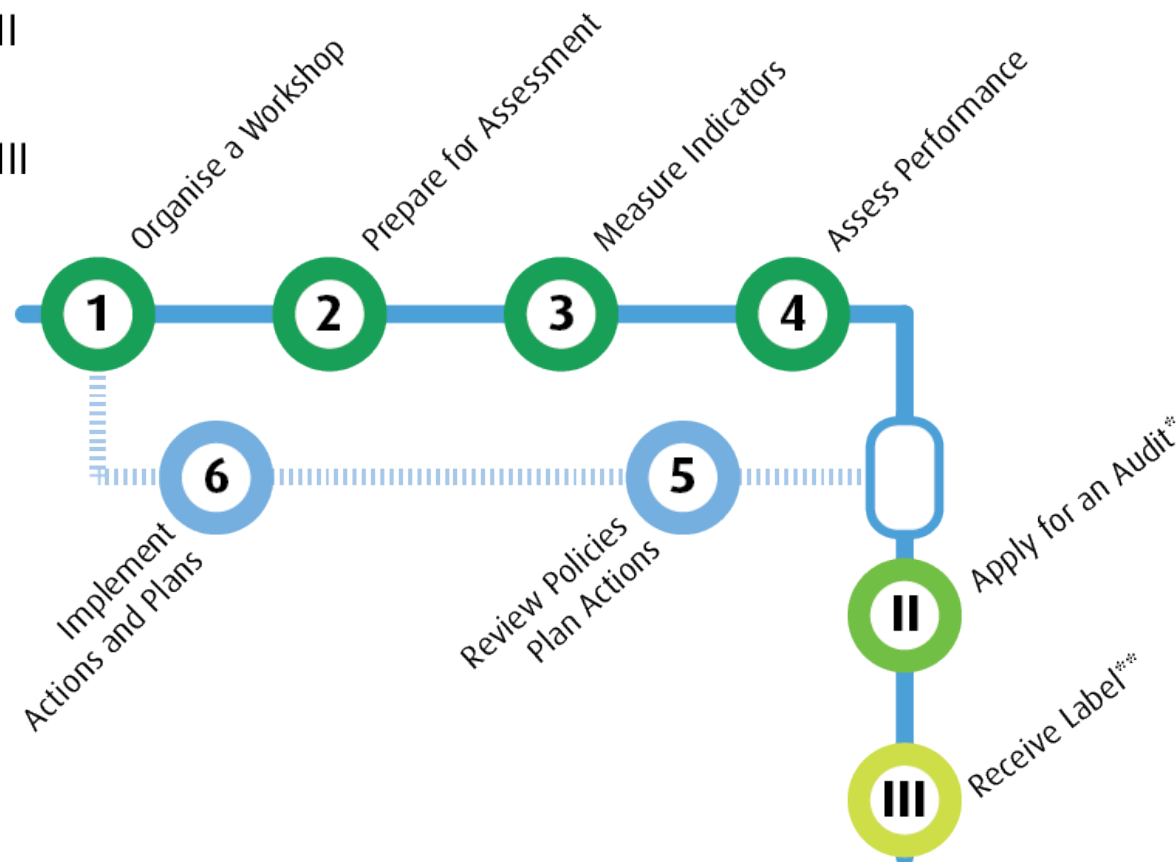 II
III
Organise a Workshop
Prepare for Assessment
Measure Indicators
Assess Performance
1
2
3
4
6
5
Implement
Actions and Plans
Review Policies
Plan Actions
Apply for an Audit*
II
Receive Label**
III